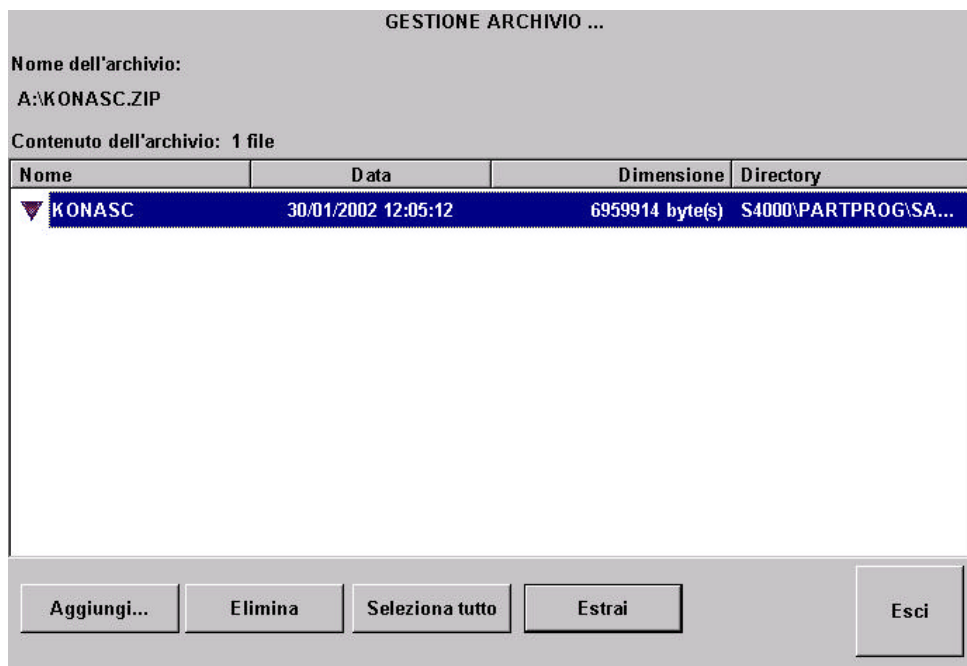 GESTIONE ARCHIVIO ...
Nome dell'archivio:
A:\KONASC.ZIP
Contenuto dell'archivio: 1 file
Nome Data Dimensione Directory
KONASC 30/01/2002 12:05:12 6959914 byte(s) S4000\PARTPROG\SA...
Aggiungi... Elimina Seleziona tutto Estrai Esci